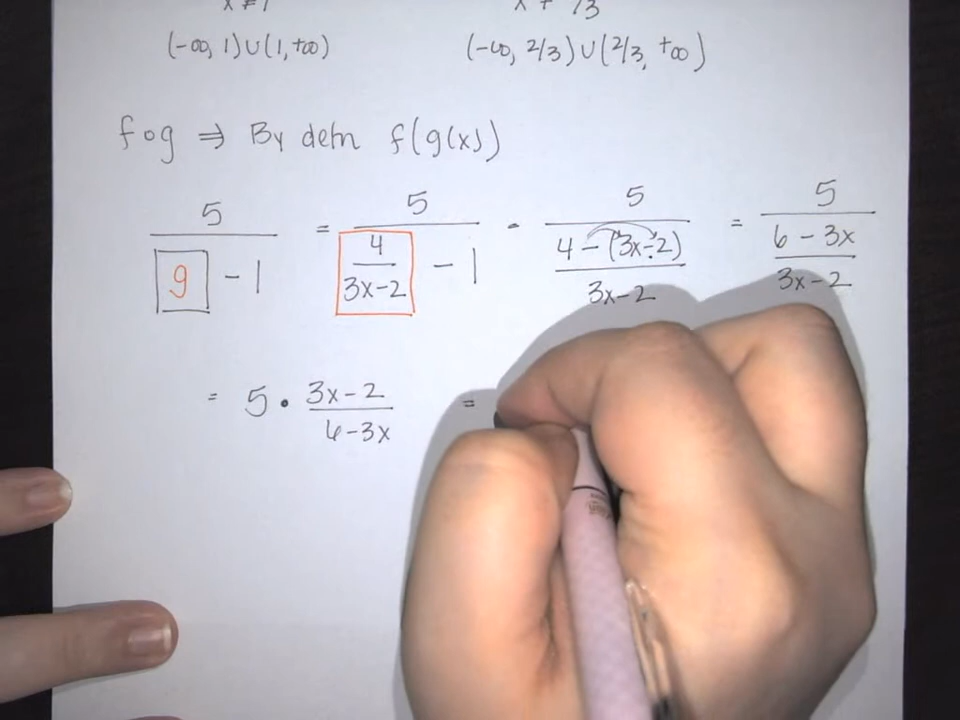 (-∞, 1) ∪ (1, +∞) (-∞, 2/3) ∪ (2/3, +∞)
fog ⇒ By defn f(g(x))
5 / (g - 1) = 5 / (4/(3x-2) - 1) = 5 / ((4 - (3x-2))/(3x-2)) = 5 / ((6 - 3x)/(3x-2))
= 5 • (3x-2)/(6-3x) =